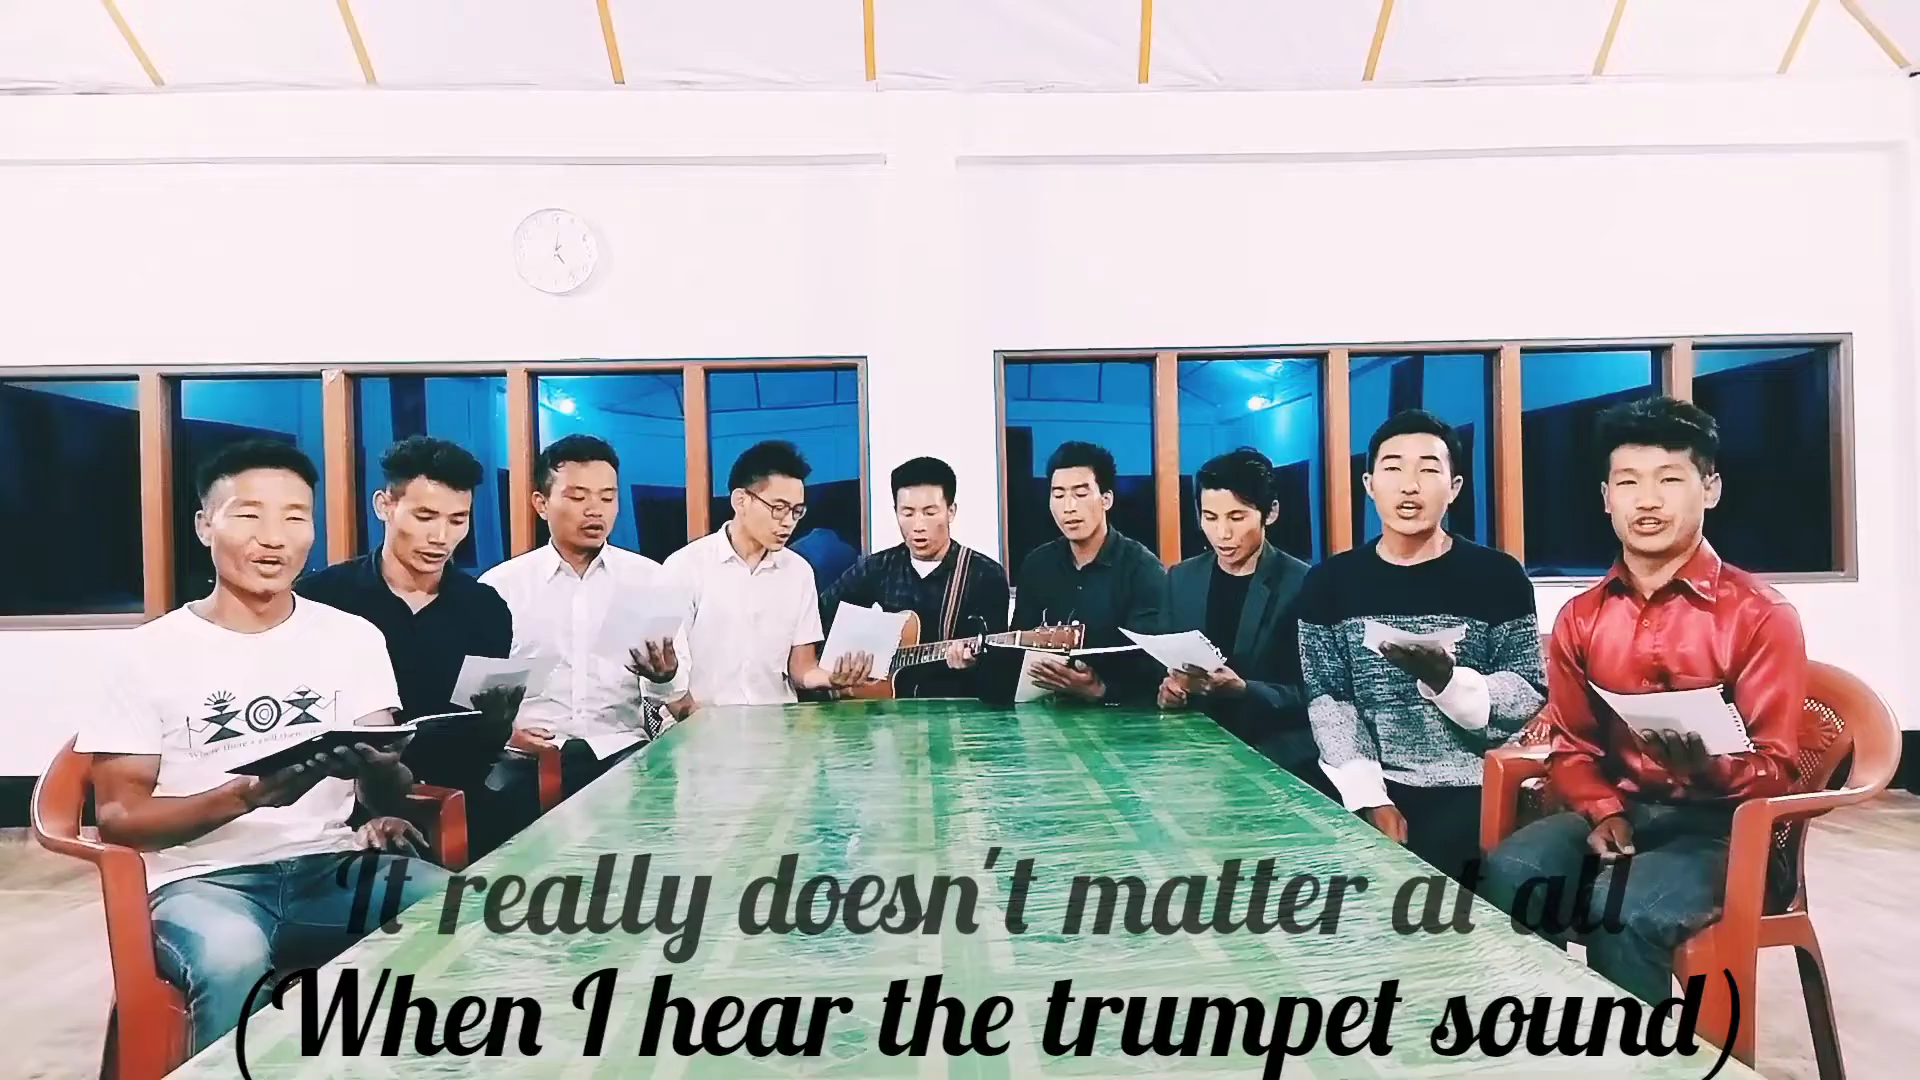 It really doesn't matter at all
(When I hear the trumpet sound)